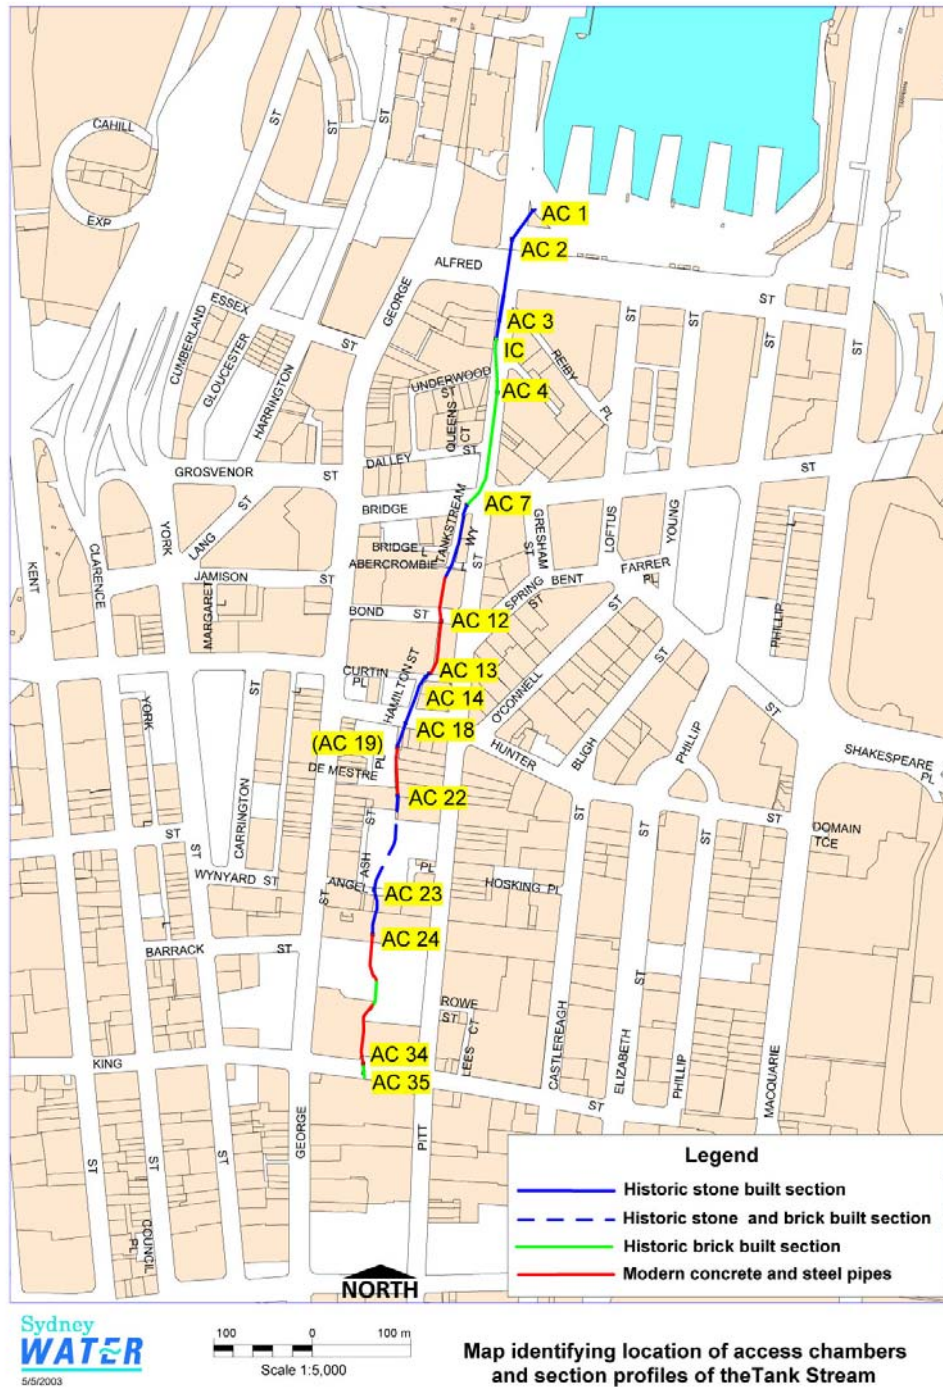 CAHILL
EXP
ST
ST
ST
AC 1
AC 2
ALFRED
ST
ESSEX
ST
GEORGE
CUMBERLAND
GLOUCESTER
HARRINGTON
AC 3
IC
REIBY
PL
ST
ST
ST
UNDERWOOD
ST
AC 4
QUEENS
CT
DALLEY
ST
GROSVENOR
ST
LANG
ST
BRIDGE
ST
AC 7
TANKSTREAM
WY
BRIDGE L
ABERCROMBIE L
ST
GRESHAM
ST
LOFTUS
YOUNG
FARRER
PL
KENT
CLARENCE
YORK
JAMISON
ST
MARGARET
SPRING
ST
BENT
PHILLIP
BOND
ST
AC 12
CURTIN
PL
HAMILTON ST
AC 13
AC 14
AC 18
O'CONNELL
ST
ST
ST
(AC 19)
DE MESTRE
PL
HUNTER
BLIGH
PHILLIP
SHAKESPEARE
PL
YORK
L
ST
AC 22
CARRINGTON
ST
ST
ST
ST
ST
ST
DOMAIN
TCE
WYNYARD ST
ST
ASH
ANGEL
PL
AC 23
HOSKING PL
BARRACK
ST
AC 24
ST
ROWE
ST
LEES CT
CASTLEREAGH
ELIZABETH
PHILLIP
MACQUARIE
KING
AC 34
AC 35
ST
GEORGE
PITT
ST
ST
ST
COUNCIL
PL
Legend
Historic stone built section
Historic stone and brick built section
Historic brick built section
Modern concrete and steel pipes
NORTH
Sydney
WATER
5/5/2003
100 0 100 m
Scale 1:5,000
Map identifying location of access chambers
and section profiles of theTank Stream